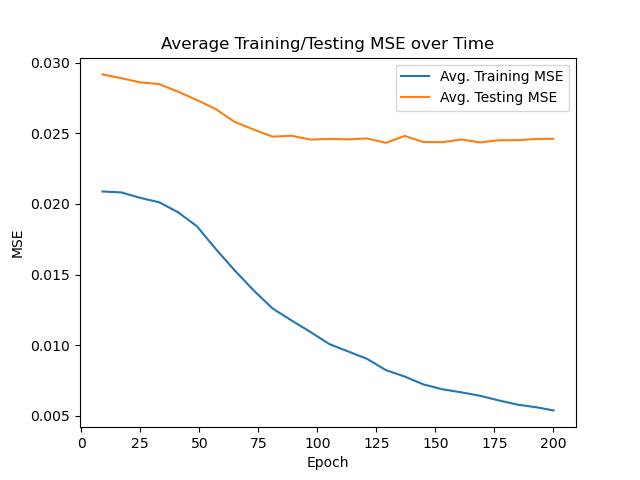 Average Training/Testing MSE over Time
Avg. Training MSE
Avg. Testing MSE
MSE
0.030
0.025
0.020
0.015
0.010
0.005
0 25 50 75 100 125 150 175 200
Epoch